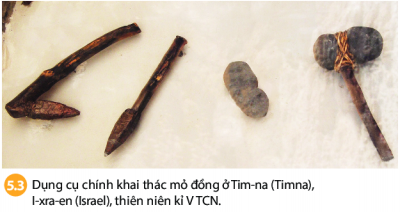 5.3 Dụng cụ chính khai thác mỏ đồng ở Tim-na (Timna),
I-xra-en (Israel), thiên niên kỉ V TCN.